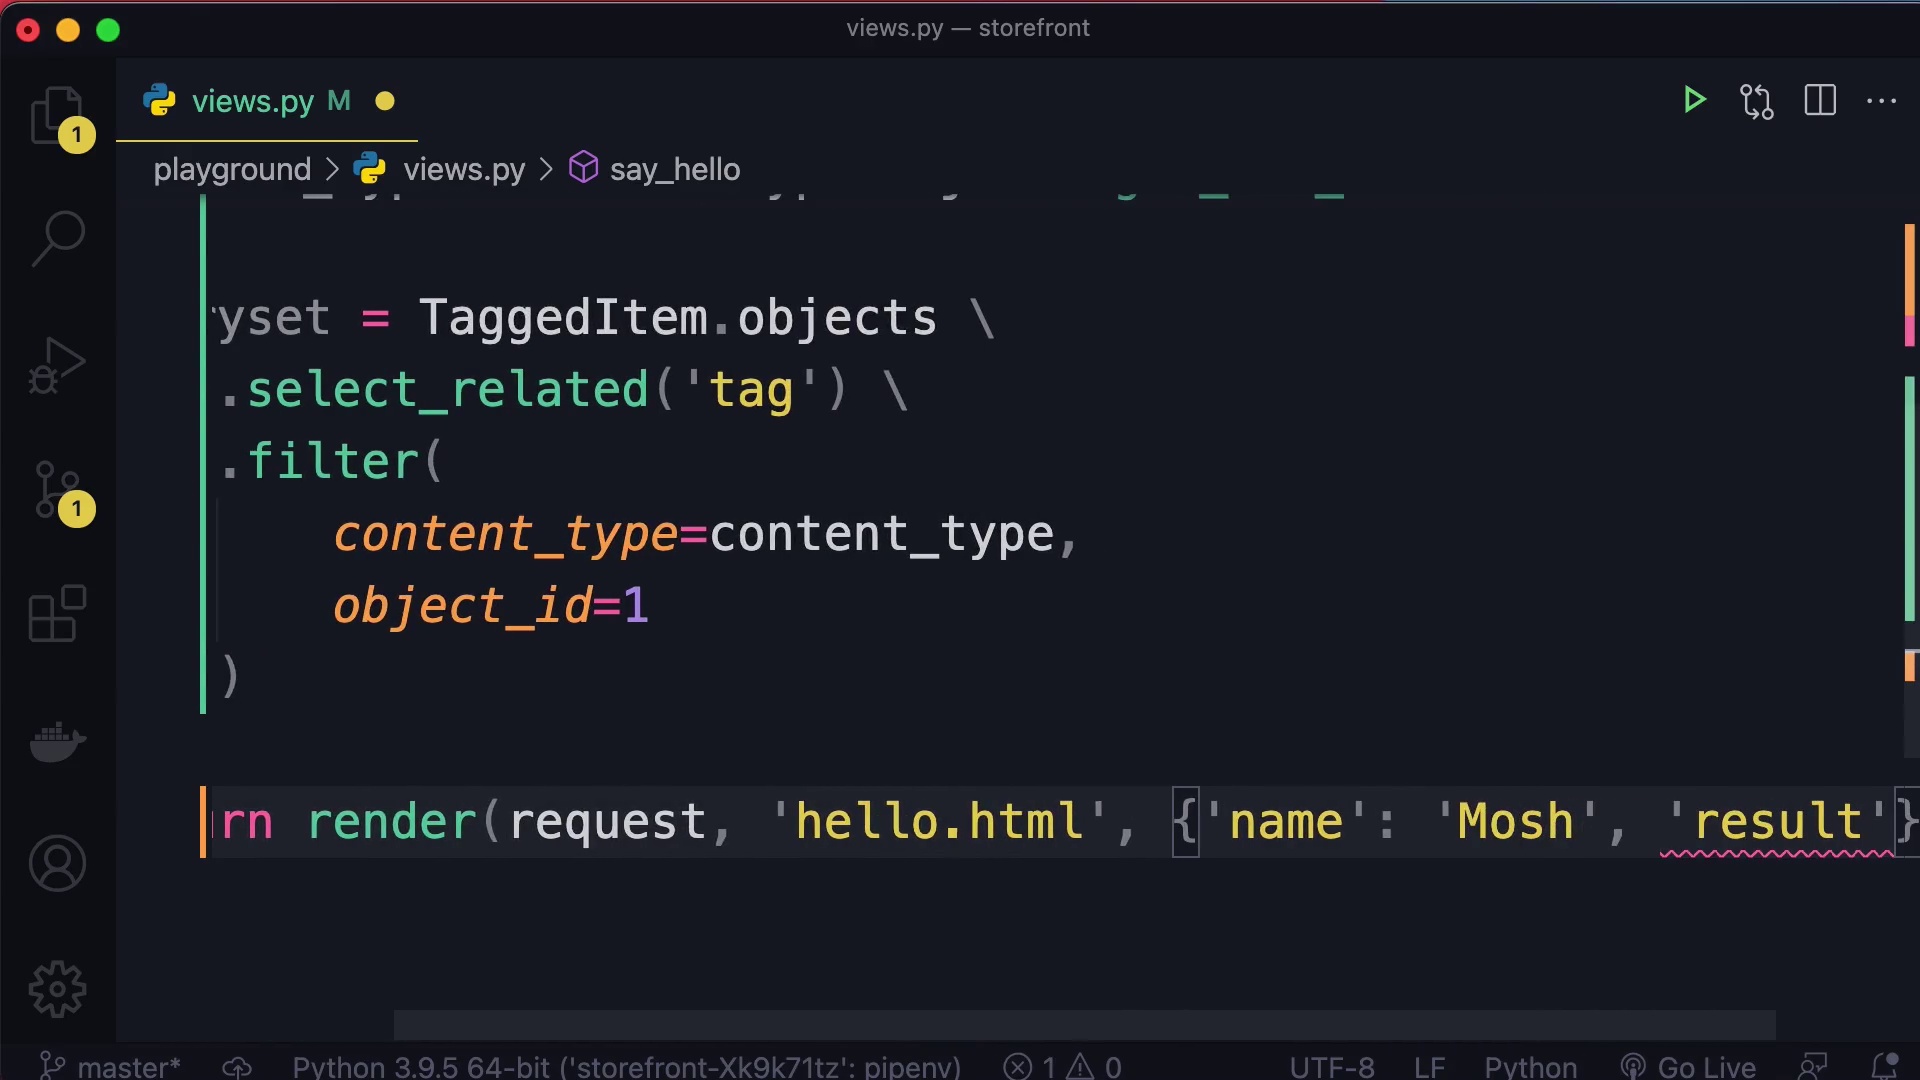 views.py — storefront
views.py M
1
playground > views.py > say_hello
yset = TaggedItem.objects \
.select_related('tag') \
.filter(
content_type=content_type,
object_id=1
)
1
rn render(request, 'hello.html', {'name': 'Mosh', 'result'}
master* Python 3.9.5 64-bit ('storefront-Xk9k71tz': pipenv) 1 0 UTF-8 LF Python Go Live